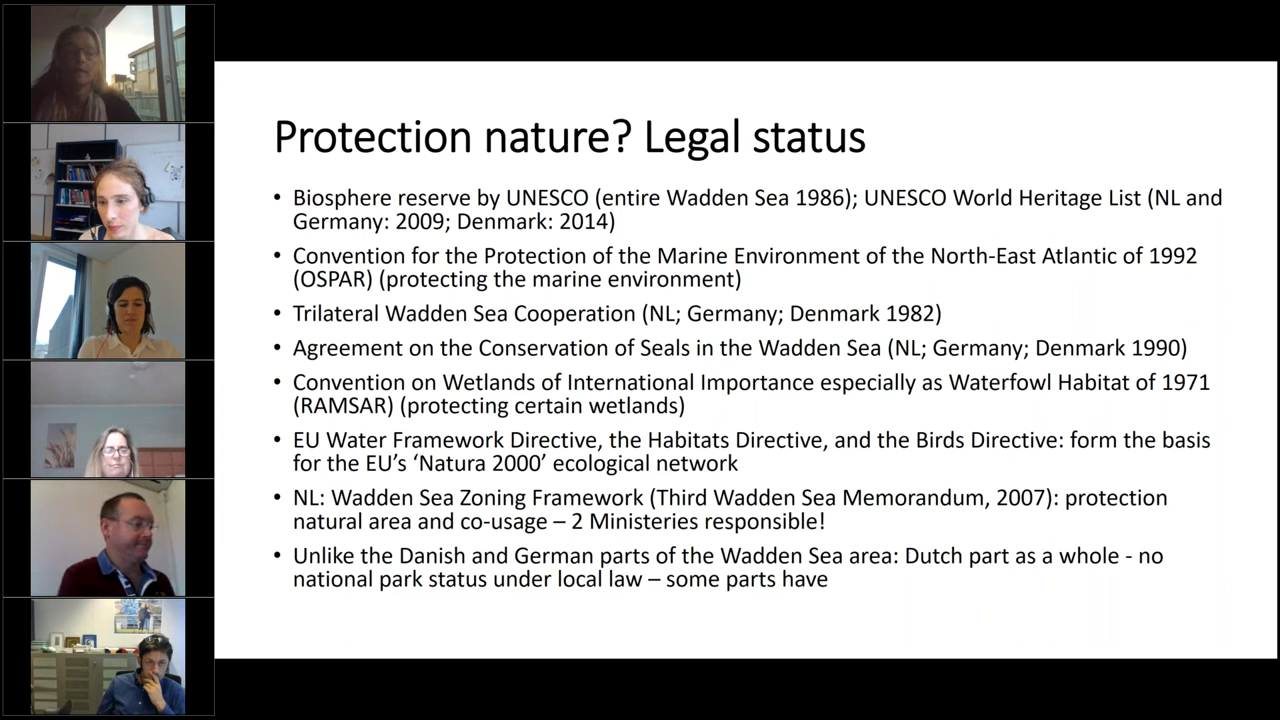 Protection nature? Legal status
• Biosphere reserve by UNESCO (entire Wadden Sea 1986); UNESCO World Heritage List (NL and
Germany: 2009; Denmark: 2014)
• Convention for the Protection of the Marine Environment of the North-East Atlantic of 1992
(OSPAR) (protecting the marine environment)
• Trilateral Wadden Sea Cooperation (NL; Germany; Denmark 1982)
• Agreement on the Conservation of Seals in the Wadden Sea (NL; Germany; Denmark 1990)
• Convention on Wetlands of International Importance especially as Waterfowl Habitat of 1971
(RAMSAR) (protecting certain wetlands)
• EU Water Framework Directive, the Habitats Directive, and the Birds Directive: form the basis
for the EU’s ‘Natura 2000’ ecological network
• NL: Wadden Sea Zoning Framework (Third Wadden Sea Memorandum, 2007): protection
natural area and co-usage – 2 Ministeries responsible!
• Unlike the Danish and German parts of the Wadden Sea area: Dutch part as a whole - no
national park status under local law – some parts have